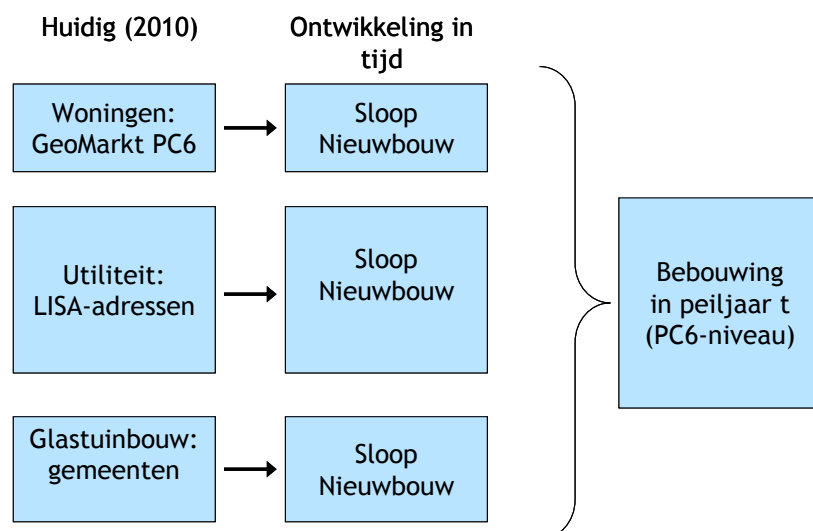 Huidig (2010)
Ontwikkeling in
tijd
Woningen:
GeoMarkt PC6
Sloop
Nieuwbouw
Utiliteit:
LISA-adressen
Sloop
Nieuwbouw
Glastuinbouw:
gemeenten
Sloop
Nieuwbouw
Bebouwing
in peiljaar t
(PC6-niveau)